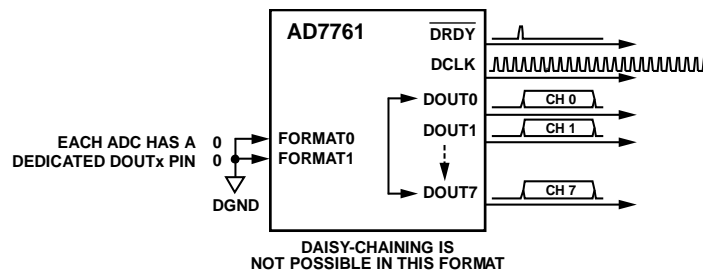 AD7761
DRDY
DCLK
DOUT0
CH 0
DOUT1
CH 1
DOUT7
CH 7
EACH ADC HAS A 0
DEDICATED DOUTx PIN 0
FORMAT0
FORMAT1
DGND
DAISY-CHAINING IS
NOT POSSIBLE IN THIS FORMAT